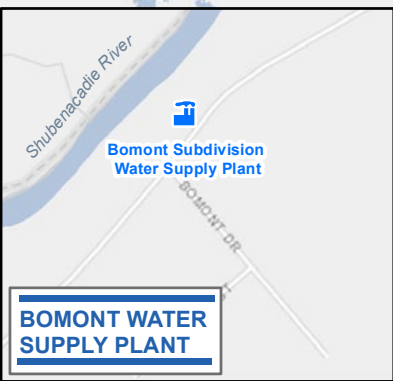 Shubenacadie River
Bomont Subdivision
Water Supply Plant
BOMONT DR
BOMONT WATER
SUPPLY PLANT